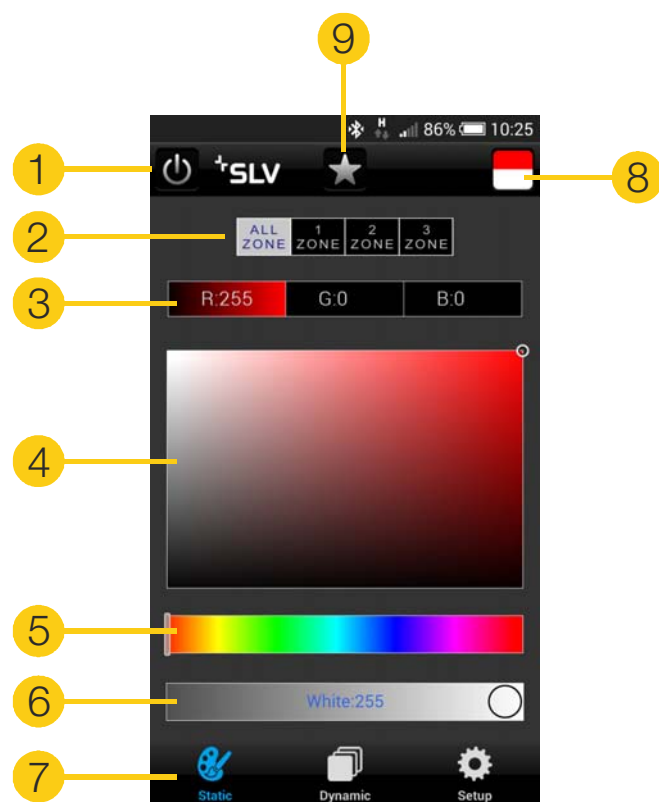 9
H 86% 10:25
1
SLV
8
2
ALL ZONE 1 ZONE 2 ZONE 3 ZONE
3
R:255 G:0 B:0
4
5
6
White:255
7
Static Dynamic Setup